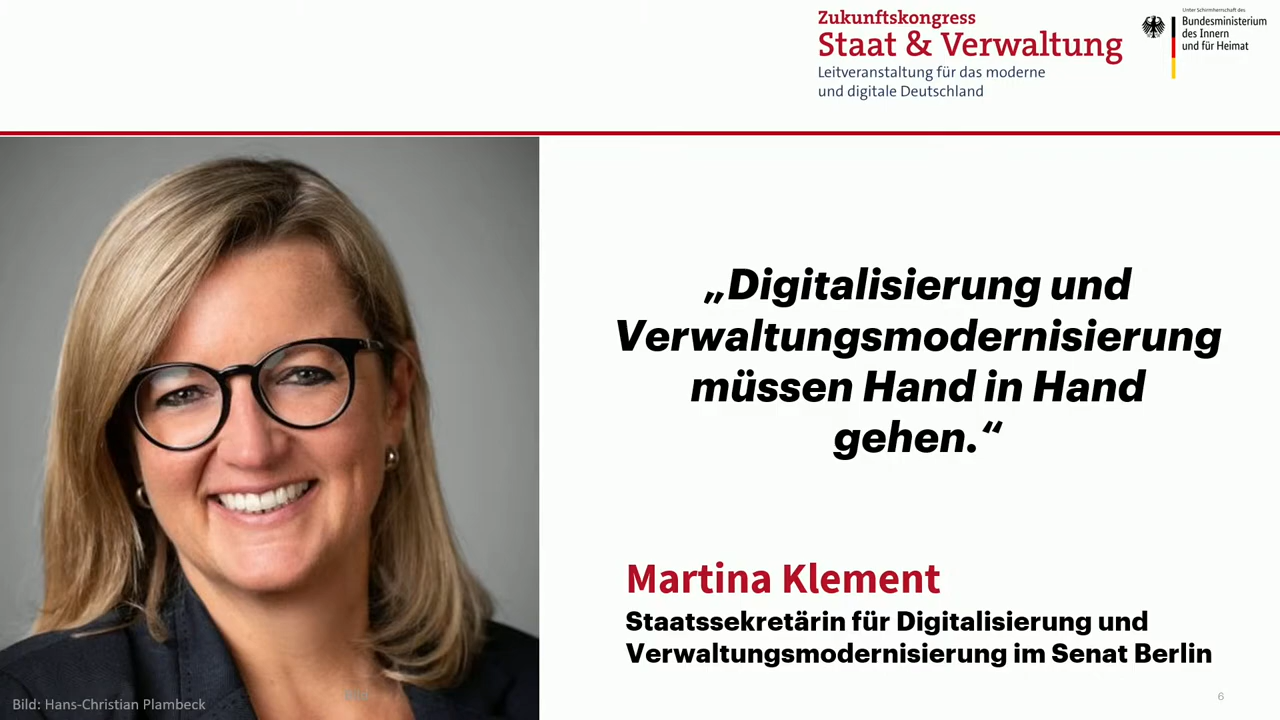 Zukunftskongress
Staat & Verwaltung
Leitveranstaltung für das moderne
und digitale Deutschland
Unter Schirmherrschaft des
Bundesministerium
des Innern
und für Heimat
„Digitalisierung und
Verwaltungsmodernisierung
müssen Hand in Hand
gehen.“
Martina Klement
Staatssekretärin für Digitalisierung und
Verwaltungsmodernisierung im Senat Berlin
Bild: Hans-Christian Plambeck
Bild
6